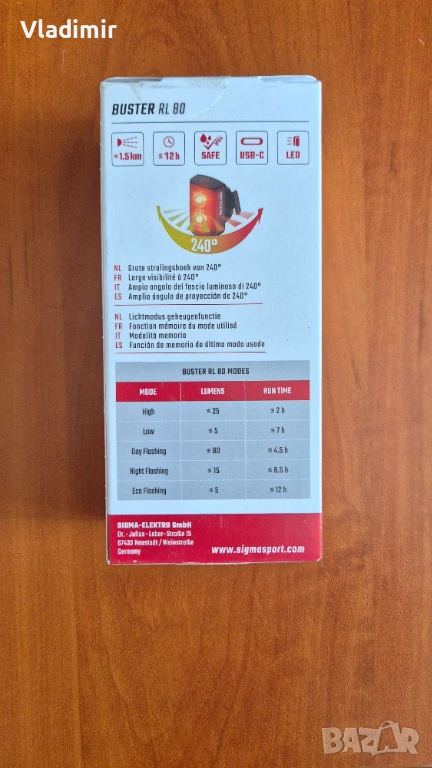 Vladimir
BUSTER RL 80
≈ 1.5 km
≤ 12 h
SAFE
USB-C
LED
240°
NL Grote stralingshoek van 240°
FR Large visibilité à 240°
IT Ampio angolo del fascio luminoso di 240°
ES Amplio ángulo de proyección de 240°
NL Lichtmodus geheugenfunctie
FR Fonction mémoire du mode utilisé
IT Modalità memoria
ES Función de memoria de último modo usado
BUSTER RL 80 MODES
MODE LUMENS RUN TIME
High ≤ 25 ≤ 2 h
Low ≤ 5 ≤ 7 h
Day Flashing ≤ 80 ≤ 4,5 h
Night Flashing ≤ 15 ≤ 6,5 h
Eco Flashing ≤ 5 ≤ 12 h
SIGMA-ELEKTRO GmbH
Dr. - Julius - Leber-Straße 15
67433 Neustadt / Weinstraße
Germany
www.sigmasport.com
BAZAR